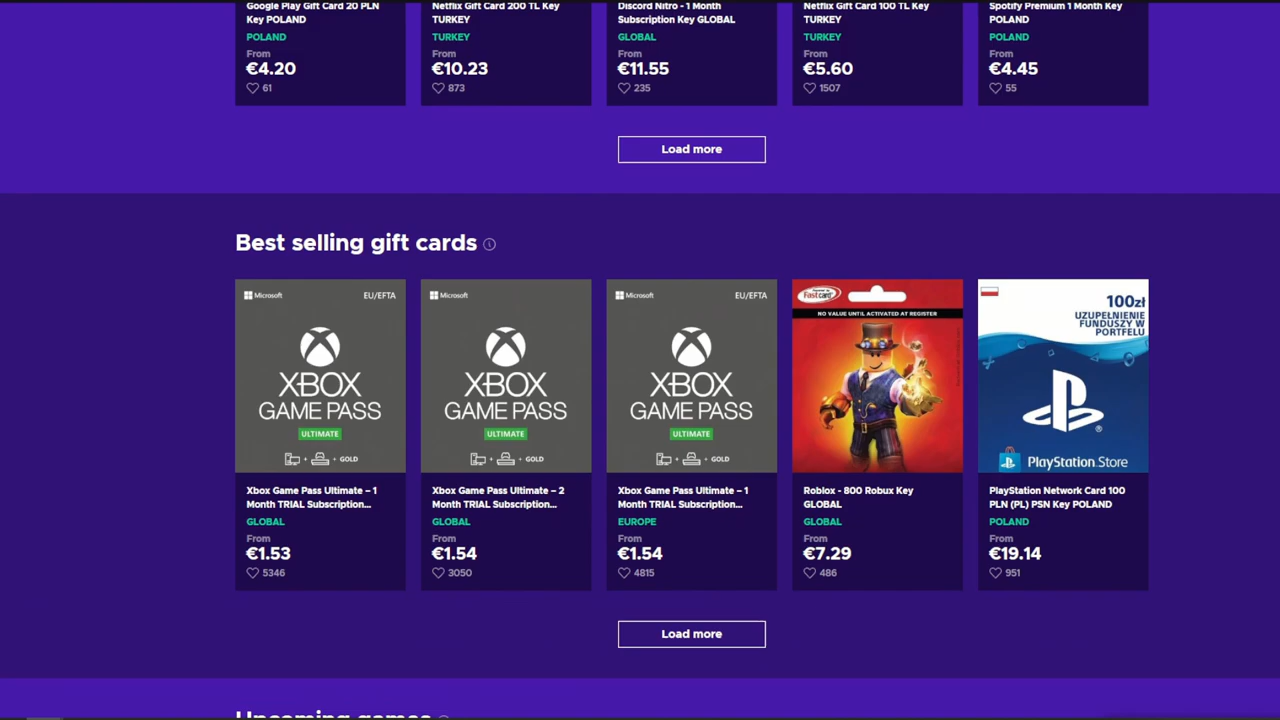 Google Play Gift Card 20 PLN
Key POLAND
POLAND
From
€4.20
61
Netflix Gift Card 200 TL Key
TURKEY
TURKEY
From
€10.23
873
Discord Nitro - 1 Month
Subscription Key GLOBAL
GLOBAL
From
€11.55
235
Netflix Gift Card 100 TL Key
TURKEY
TURKEY
From
€5.60
1507
Spotify Premium 1 Month Key
POLAND
POLAND
From
€4.45
55
Load more
Best selling gift cards
Microsoft EU/EFTA
XBOX
GAME PASS
ULTIMATE
+ + GOLD
Xbox Game Pass Ultimate – 1
Month TRIAL Subscription...
GLOBAL
From
€1.53
5346
Microsoft
XBOX
GAME PASS
ULTIMATE
+ + GOLD
Xbox Game Pass Ultimate – 2
Month TRIAL Subscription...
GLOBAL
From
€1.54
3050
Microsoft EU/EFTA
XBOX
GAME PASS
ULTIMATE
+ + GOLD
Xbox Game Pass Ultimate – 1
Month TRIAL Subscription...
EUROPE
From
€1.54
4815
Fastcard
NO VALUE UNTIL ACTIVATED AT REGISTER
Roblox - 800 Robux Key
GLOBAL
GLOBAL
From
€7.29
486
100zł
UZUPEŁNIENIE
FUNDUSZY W
PORTFELU
PlayStation Store
PlayStation Network Card 100
PLN (PL) PSN Key POLAND
POLAND
From
€19.14
951
Load more
Upcoming games